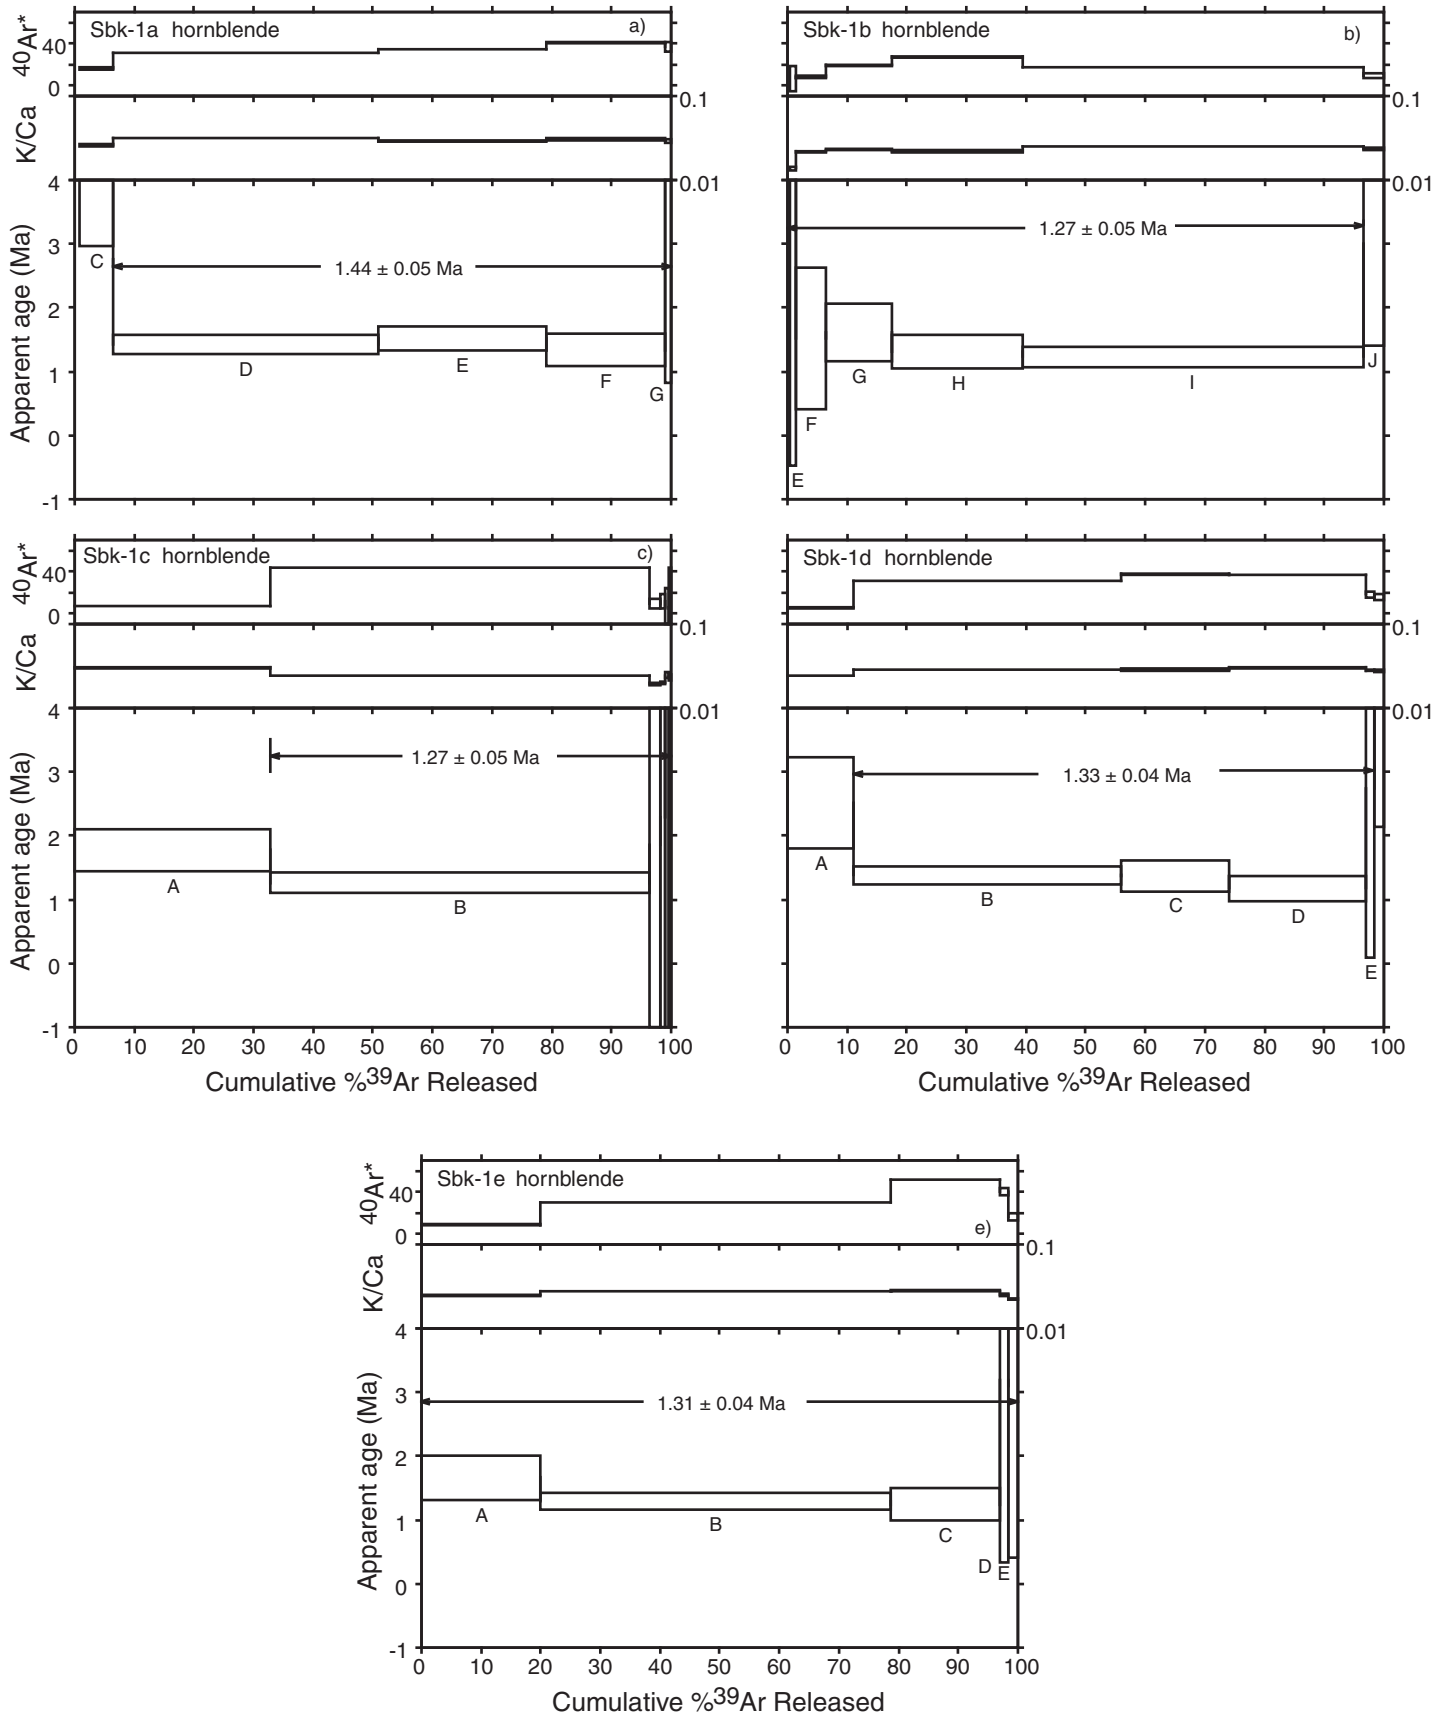 Sbk-1a hornblende a)
40Ar*
40
0
K/Ca
0.1
0.01
Apparent age (Ma)
4
3
2
1
0
-1
1.44 ± 0.05 Ma
C
D
E
F
G
Sbk-1b hornblende b)
0.1
0.01
1.27 ± 0.05 Ma
E
F
G
H
I
J
Sbk-1c hornblende c)
40Ar*
40
0
K/Ca
0.1
0.01
Apparent age (Ma)
4
3
2
1
0
-1
1.27 ± 0.05 Ma
A
B
0 10 20 30 40 50 60 70 80 90 100
Cumulative %39Ar Released
Sbk-1d hornblende
0.1
0.01
1.33 ± 0.04 Ma
A
B
C
D
E
0 10 20 30 40 50 60 70 80 90 100
Cumulative %39Ar Released
Sbk-1e hornblende
e)
40Ar*
40
0
K/Ca
0.1
0.01
Apparent age (Ma)
4
3
2
1
0
-1
1.31 ± 0.04 Ma
A
B
C
D
E
0 10 20 30 40 50 60 70 80 90 100
Cumulative %39Ar Released